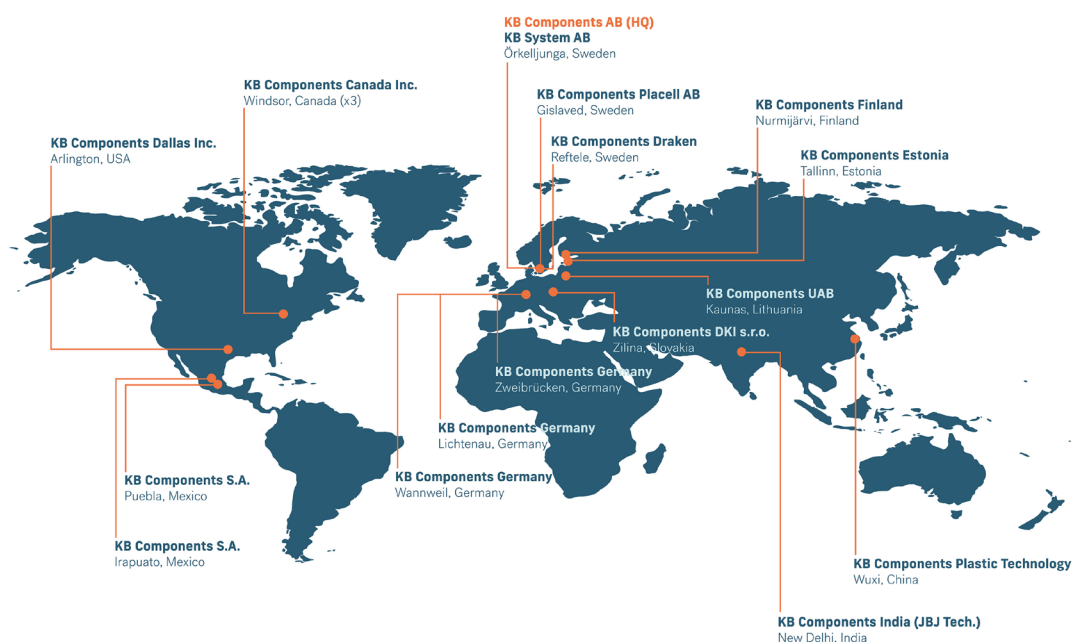 KB Components AB (HQ)
KB System AB
Örkelljunga, Sweden
KB Components Canada Inc.
Windsor, Canada (x3)
KB Components Placell AB
Gislaved, Sweden
KB Components Finland
Nurmijärvi, Finland
KB Components Dallas Inc.
Arlington, USA
KB Components Draken
Reftele, Sweden
KB Components Estonia
Tallinn, Estonia
KB Components UAB
Kaunas, Lithuania
KB Components DKI s.r.o.
Zilina, Slovakia
KB Components Germany
Zweibrücken, Germany
KB Components Germany
Lichtenau, Germany
KB Components Germany
Wannweil, Germany
KB Components S.A.
Puebla, Mexico
KB Components S.A.
Irapuato, Mexico
KB Components Plastic Technology
Wuxi, China
KB Components India (JBJ Tech.)
New Delhi, India